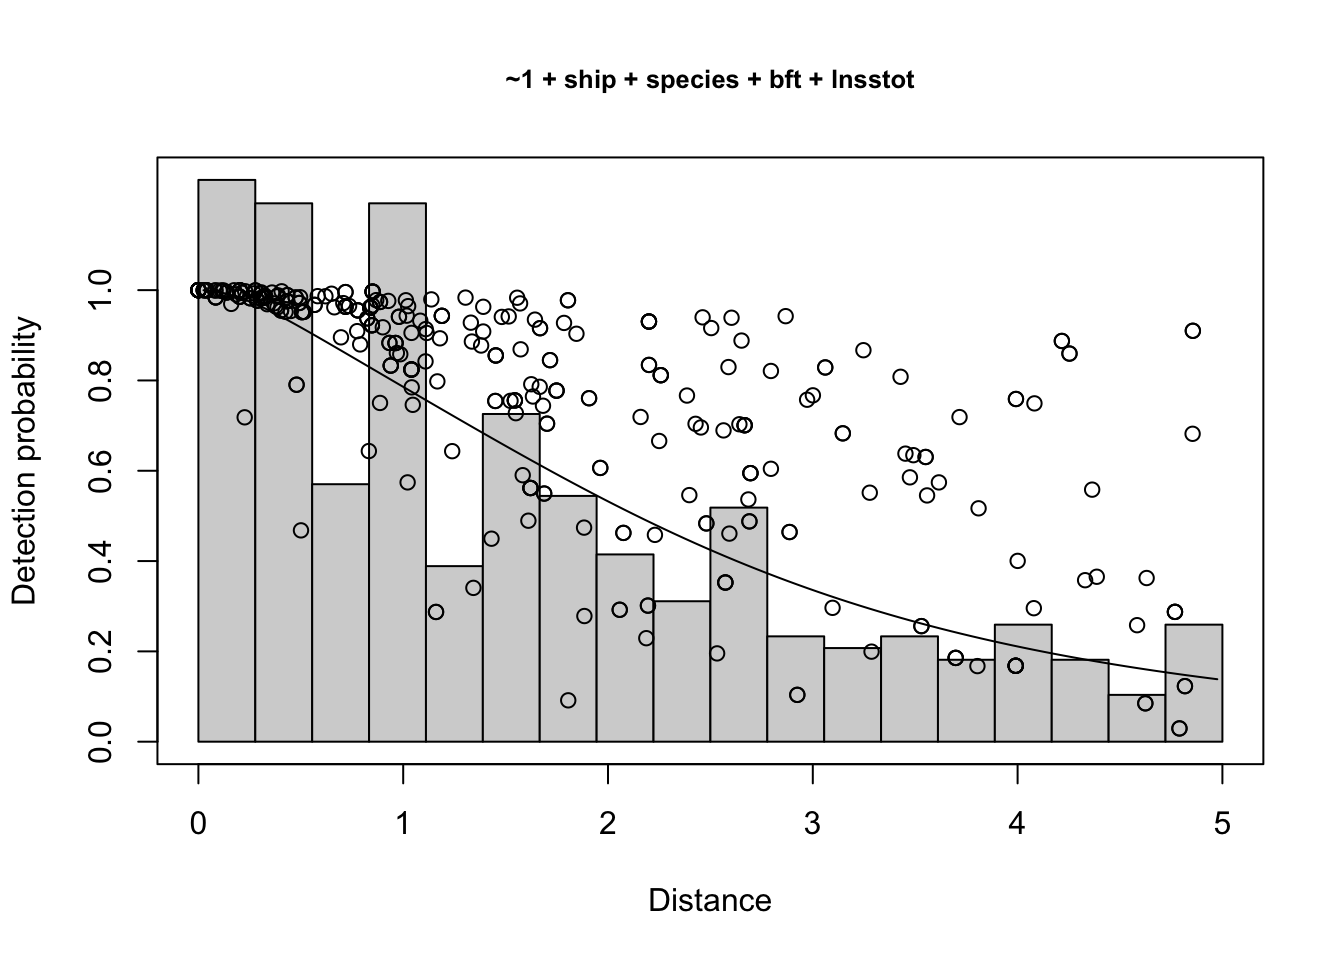 ~1 + ship + species + bft + lnsstot
Detection probability
1.0
0.8
0.6
0.4
0.2
0.0
0 1 2 3 4 5
Distance